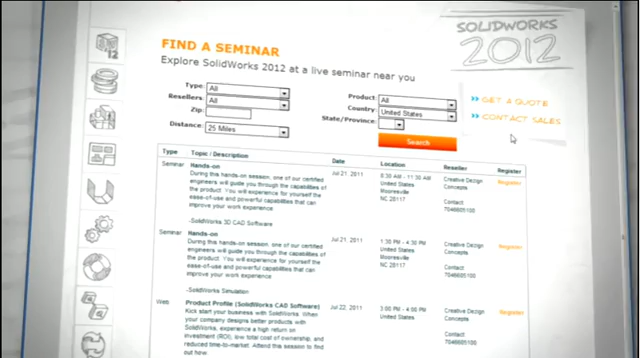 SOLIDWORKS
2012
FIND A SEMINAR
Explore SolidWorks 2012 at a live seminar near you
12
Type: All
Product: All
Resellers: All
Country: United States
Zip:
State/Province:
Distance: 25 Miles
Search
GET A QUOTE
CONTACT SALES
Type Topic / Description Date Location Reseller Register
Seminar Hands-on Jul 21, 2011 8:30 AM - 11:30 AM Creative Design Register
During this hands-on session, one of our certified United States Concepts
engineers will guide you through the capabilities of Mooresville
the product. You will experience for yourself the NC 28117 Contact
ease-of-use and powerful capabilities that can 7046605100
improve your work experience
-SolidWorks 3D CAD Software
Seminar Hands-on Jul 21, 2011 1:30 PM - 4:30 PM Creative Design Register
During this hands-on session, one of our certified United States Concepts
engineers will guide you through the capabilities of Mooresville
the product. You will experience for yourself the NC 28117 Contact
ease-of-use and powerful capabilities that can 7046605100
improve your work experience
-SolidWorks Simulation
Web Product Profile (SolidWorks CAD Software) Jul 22, 2011 3:00 PM - 4:00 PM Creative Design Register
Kick start your business with SolidWorks. When United States Concepts
your company designs better products with
SolidWorks, experience a high return on Contact
investment (ROI), low total cost of ownership, and 7046605100
reduced time-to-market. Attend this session to find
out how